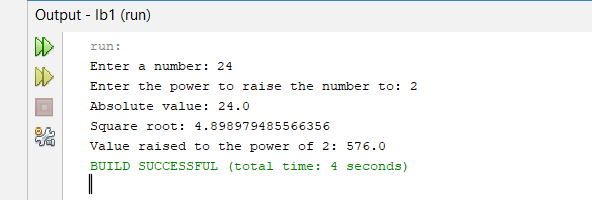 Output - lb1 (run)
run:
Enter a number: 24
Enter the power to raise the number to: 2
Absolute value: 24.0
Square root: 4.898979485566356
Value raised to the power of 2: 576.0
BUILD SUCCESSFUL (total time: 4 seconds)